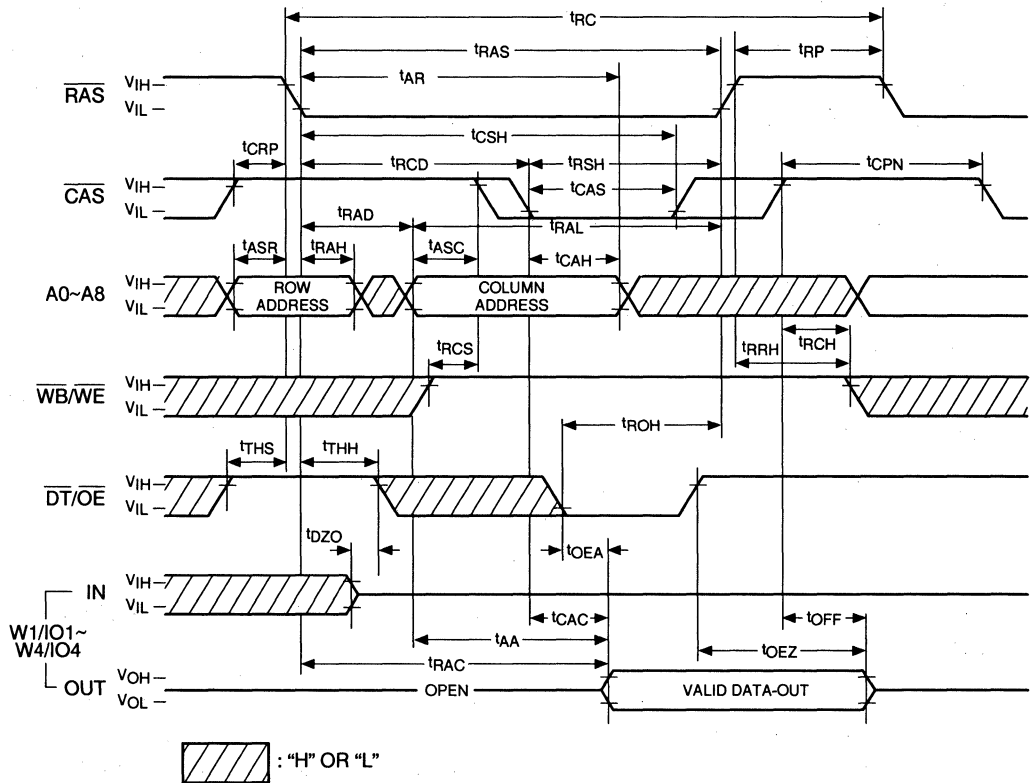 tRC
tRAS
tRP
tAR
RAS
VIH
VIL
tCSH
tCRP
tRCD
tRSH
tCPN
CAS
VIH
VIL
tCAS
tRAD
tRAL
tASR
tRAH
tASC
tCAH
A0~A8
VIH
VIL
ROW
ADDRESS
COLUMN
ADDRESS
tRCS
tRRH
tRCH
WB/WE
VIH
VIL
tROH
tTHS
tTHH
DT/OE
VIH
VIL
tDZO
tOEA
IN
VIH
VIL
W1/IO1~
W4/IO4
tCAC
tOFF
tAA
tOEZ
tRAC
OUT
VOH
VOL
OPEN
VALID DATA-OUT
: "H" OR "L"